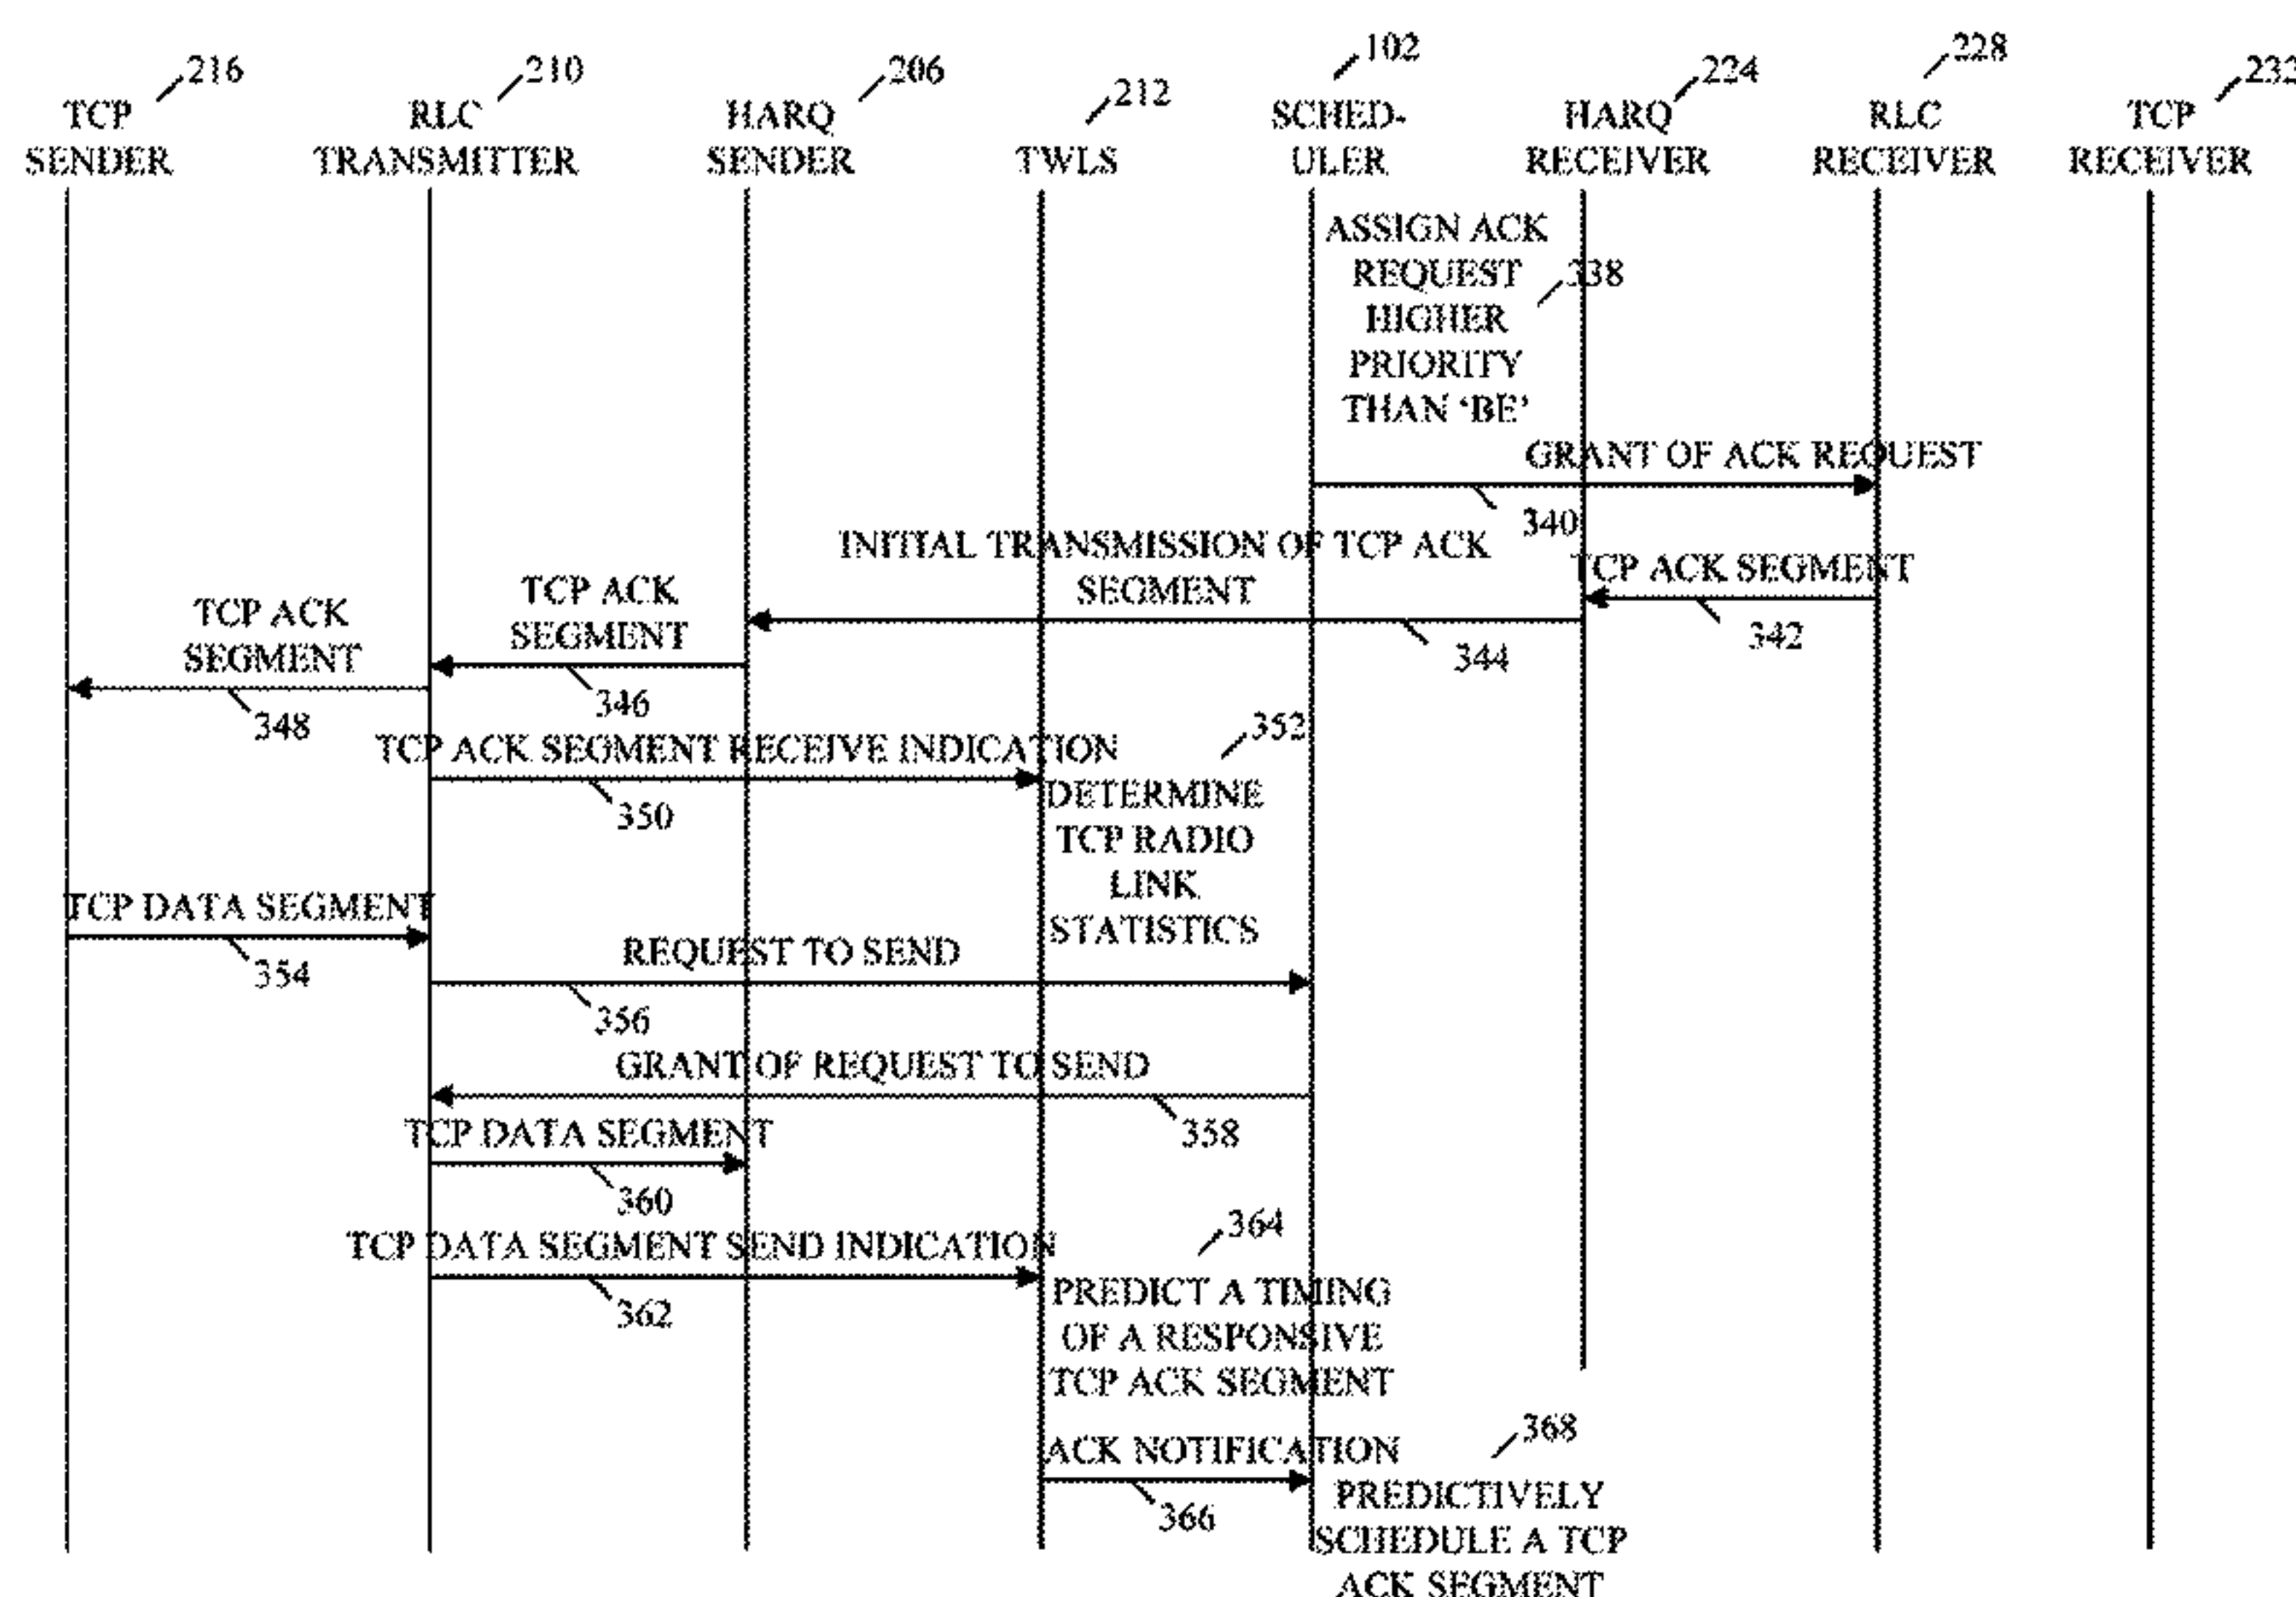 216
210
206
212
102
224
228
232
TCP
SENDER
RLC
TRANSMITTER
HARQ
SENDER
TWLS
SCHED-
ULER
HARQ
RECEIVER
RLC
RECEIVER
TCP
RECEIVER
ASSIGN ACK
REQUEST
HIGHER
PRIORITY
THAN ‘BE’
338
GRANT OF ACK REQUEST
340
TCP ACK SEGMENT
342
INITIAL TRANSMISSION OF TCP ACK
SEGMENT
344
TCP ACK
SEGMENT
346
TCP ACK
SEGMENT
348
TCP ACK SEGMENT RECEIVE INDICATION
350
352
DETERMINE
TCP RADIO
LINK
STATISTICS
TCP DATA SEGMENT
354
REQUEST TO SEND
356
GRANT OF REQUEST TO SEND
358
TCP DATA SEGMENT
360
TCP DATA SEGMENT SEND INDICATION
362
364
PREDICT A TIMING
OF A RESPONSIVE
TCP ACK SEGMENT
ACK NOTIFICATION
366
368
PREDICTIVELY
SCHEDULE A TCP
ACK SEGMENT